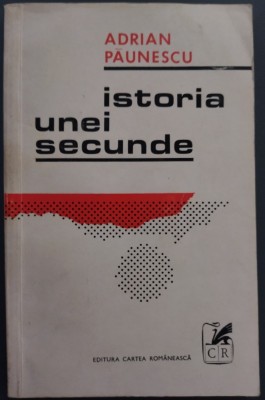 ADRIAN
PĂUNESCU
istoria
unei
secunde
CR
EDITURA CARTEA ROMÂNEASCĂ